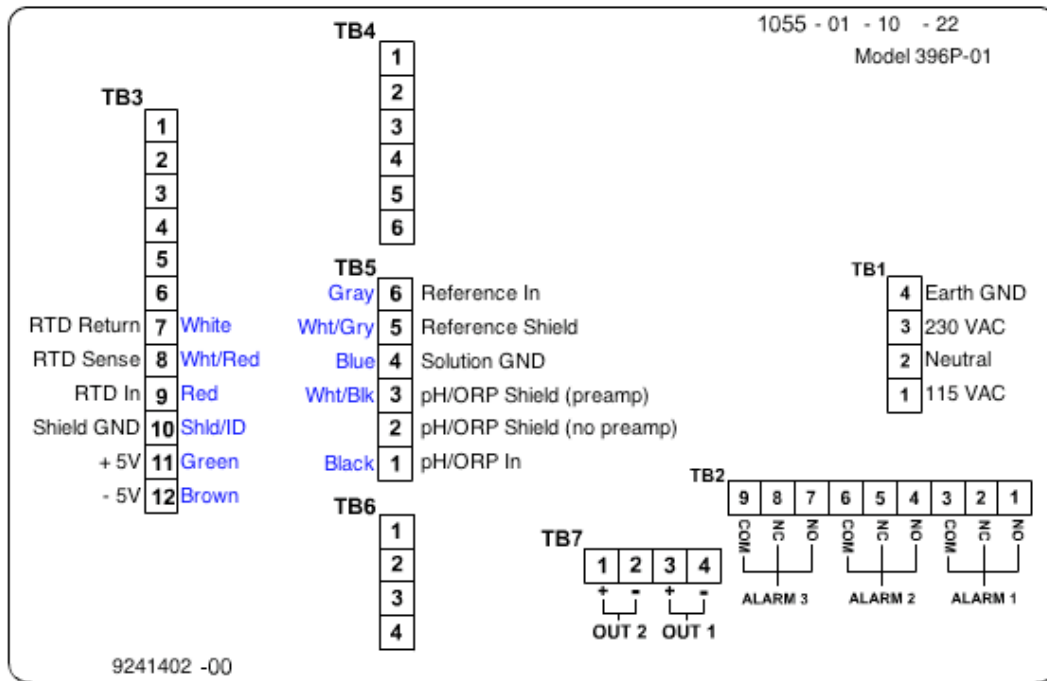 1055 - 01 - 10 - 22
Model 396P-01
TB4
1
2
3
4
5
6
TB3
1
2
3
4
5
6
RTD Return 7 White
RTD Sense 8 Wht/Red
RTD In 9 Red
Shield GND 10 Shld/ID
+ 5V 11 Green
- 5V 12 Brown
TB5
Gray 6 Reference In
Wht/Gry 5 Reference Shield
Blue 4 Solution GND
Wht/Blk 3 pH/ORP Shield (preamp)
2 pH/ORP Shield (no preamp)
Black 1 pH/ORP In
TB1
4 Earth GND
3 230 VAC
2 Neutral
1 115 VAC
TB6
1
2
3
4
TB2
9 8 7 6 5 4 3 2 1
COM NC NO COM NC NO COM NC NO
ALARM 3 ALARM 2 ALARM 1
TB7
1 2 3 4
+ - + -
OUT 2 OUT 1
9241402 -00